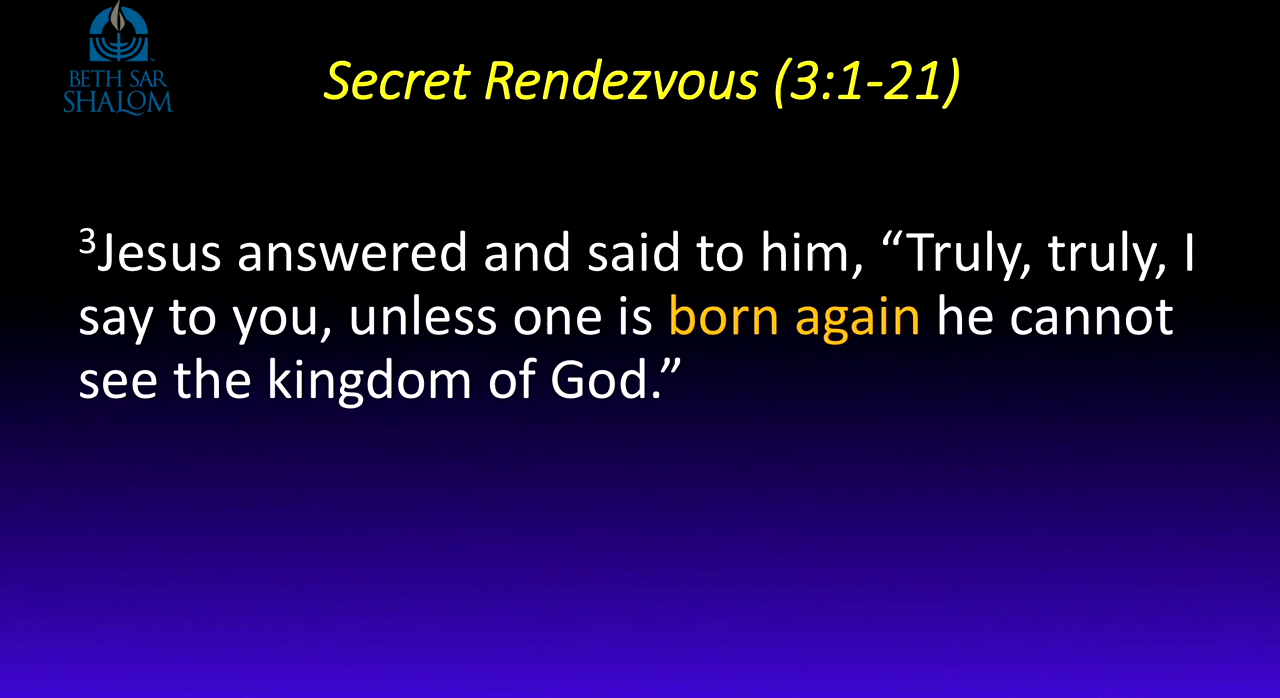 BETH SAR
SHALOM
Secret Rendezvous (3:1-21)
³Jesus answered and said to him, “Truly, truly, I
say to you, unless one is born again he cannot
see the kingdom of God.”